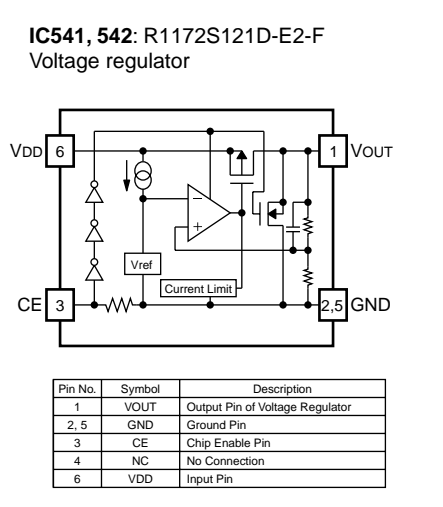 IC541, 542: R1172S121D-E2-F
Voltage regulator
VDD 6
1 VOUT
−
+
Vref
Current Limit
CE 3
2,5 GND
Pin No. Symbol Description
1 VOUT Output Pin of Voltage Regulator
2, 5 GND Ground Pin
3 CE Chip Enable Pin
4 NC No Connection
6 VDD Input Pin